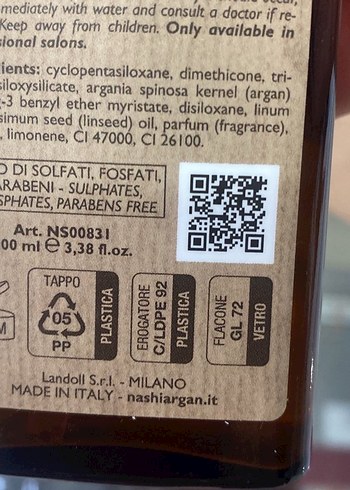 mediately with water and consult a doctor if re-
Keep away from children. Only available in
sional salons.
ients: cyclopentasiloxane, dimethicone, tri-
siloxysilicate, argania spinosa kernel (argan)
-3 benzyl ether myristate, disiloxane, linum
simum seed (linseed) oil, parfum (fragrance),
limonene, CI 47000, CI 26100.
O DI SOLFATI, FOSFATI,
ARABENI - SULPHATES,
SPHATES, PARABENS FREE
Art. NS00831
00 ml ℮ 3,38 fl.oz.
TAPPO
05
PP
PLASTICA
EROGATORE
C/LDPE 92
PLASTICA
FLACONE
GL 72
VETRO
M
Landoll S.r.l. - MILANO
MADE IN ITALY - nashiargan.it